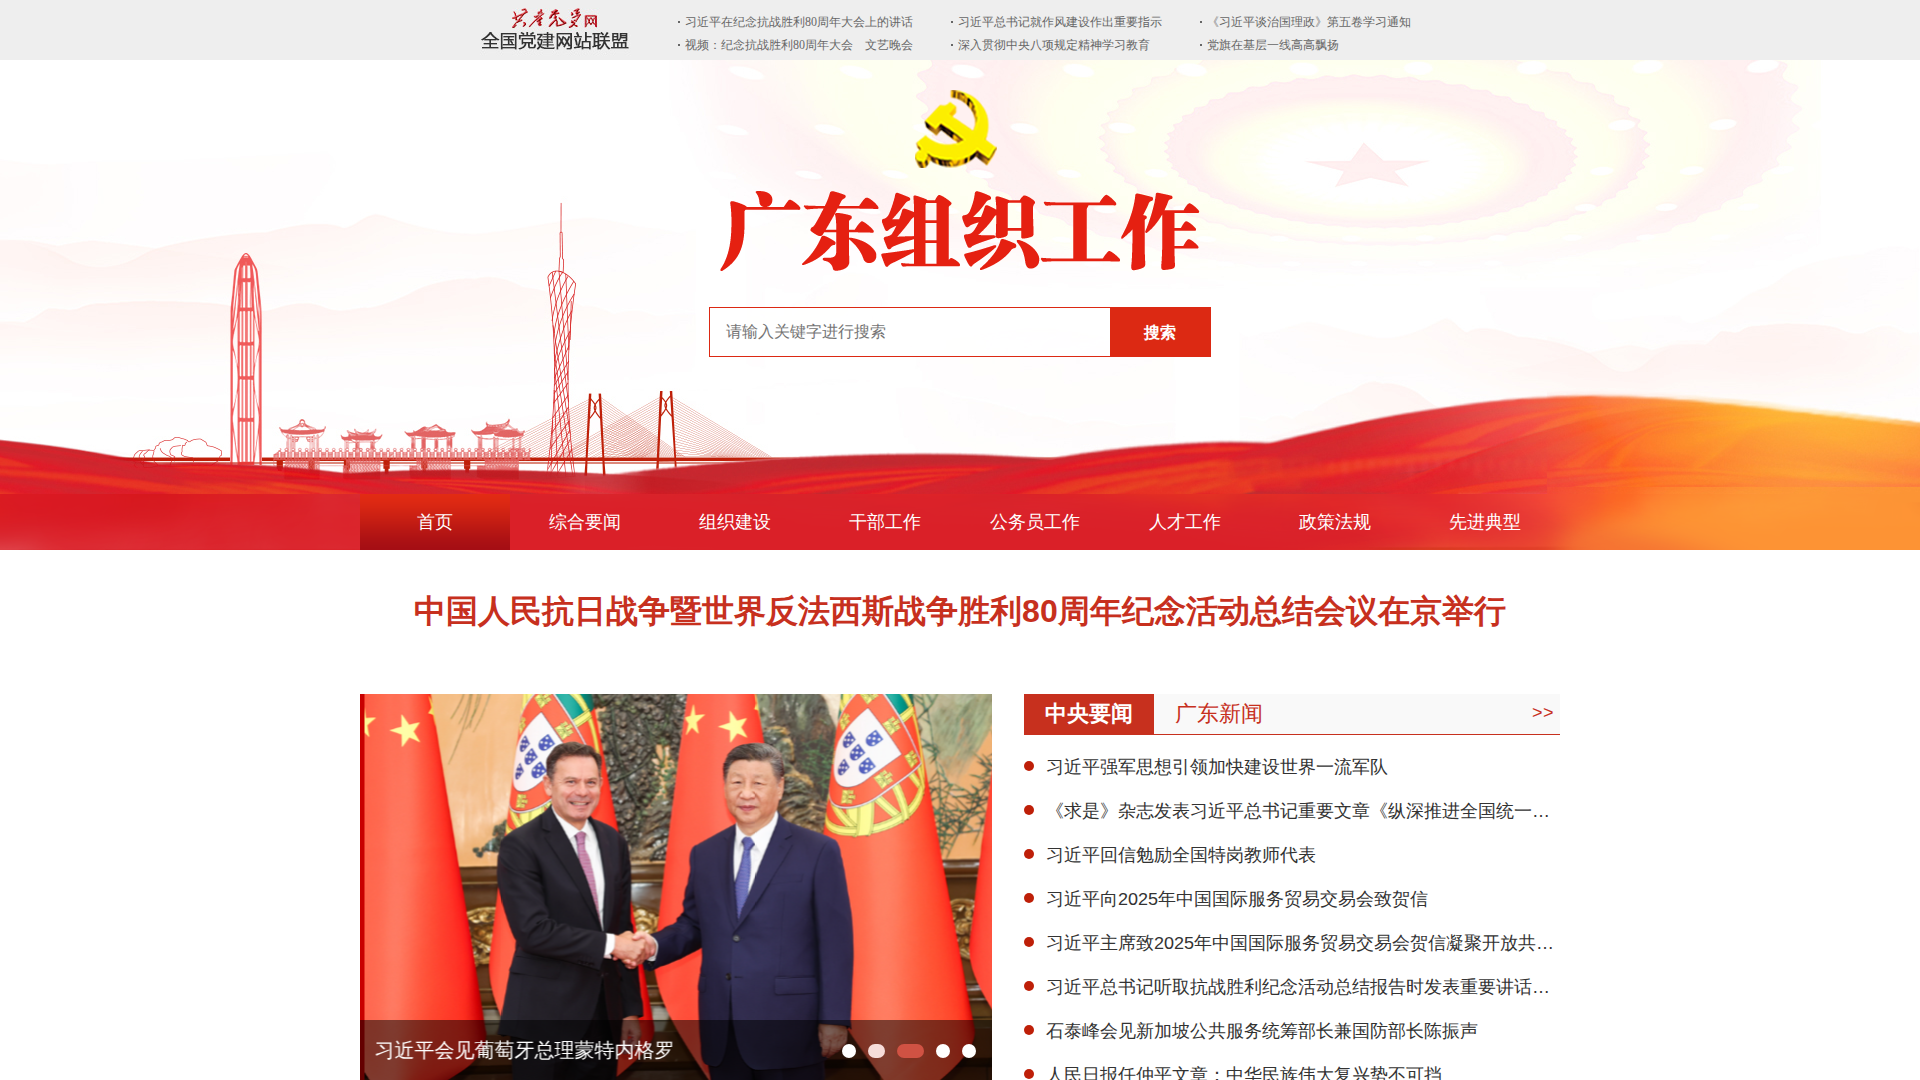 共产党员网
全国党建网站联盟
· 习近平在纪念抗战胜利80周年大会上的讲话
· 习近平总书记就作风建设作出重要指示
· 《习近平谈治国理政》第五卷学习通知
· 视频：纪念抗战胜利80周年大会　文艺晚会
· 深入贯彻中央八项规定精神学习教育
· 党旗在基层一线高高飘扬
广东组织工作
请输入关键字进行搜索
搜索
首页
综合要闻
组织建设
干部工作
公务员工作
人才工作
政策法规
先进典型
中国人民抗日战争暨世界反法西斯战争胜利80周年纪念活动总结会议在京举行
习近平会见葡萄牙总理蒙特内格罗
中央要闻
广东新闻
>>
习近平强军思想引领加快建设世界一流军队
《求是》杂志发表习近平总书记重要文章《纵深推进全国统一…
习近平回信勉励全国特岗教师代表
习近平向2025年中国国际服务贸易交易会致贺信
习近平主席致2025年中国国际服务贸易交易会贺信凝聚开放共…
习近平总书记听取抗战胜利纪念活动总结报告时发表重要讲话…
石泰峰会见新加坡公共服务统筹部长兼国防部长陈振声
人民日报任仲平文章：中华民族伟大复兴势不可挡